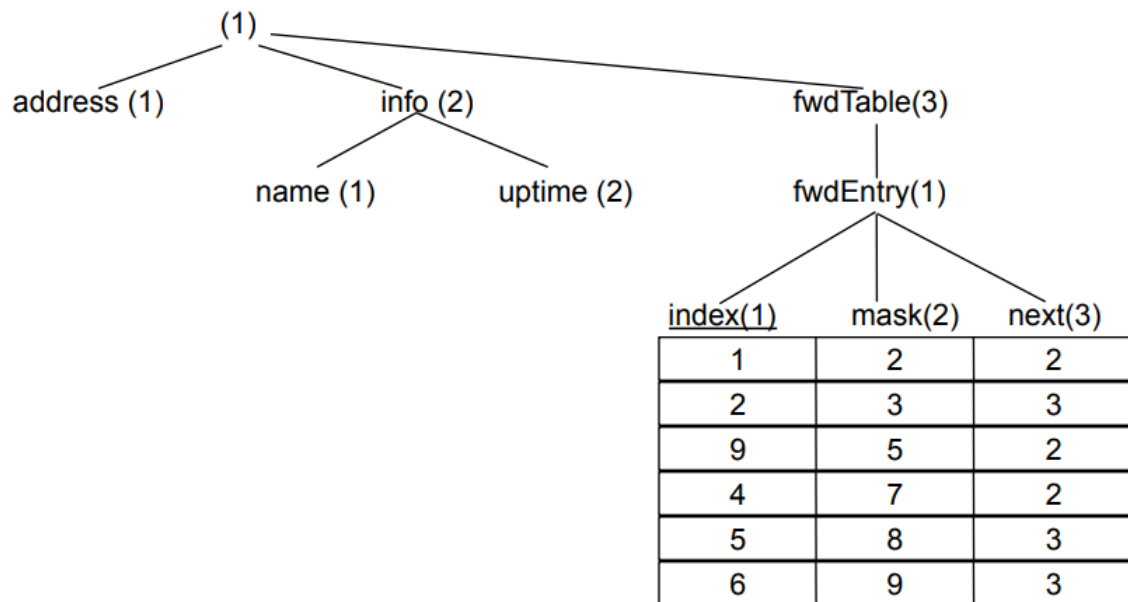 (1)
address (1) info (2) fwdTable(3)
name (1) uptime (2) fwdEntry(1)
index(1) mask(2) next(3)
1 2 2
2 3 3
9 5 2
4 7 2
5 8 3
6 9 3